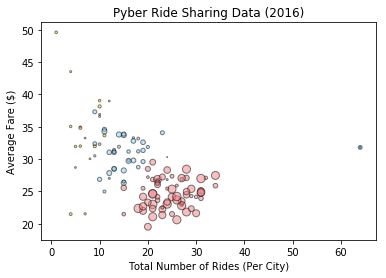 Pyber Ride Sharing Data (2016)
50
45
40
35
30
25
20
Average Fare ($)
0 10 20 30 40 50 60
Total Number of Rides (Per City)